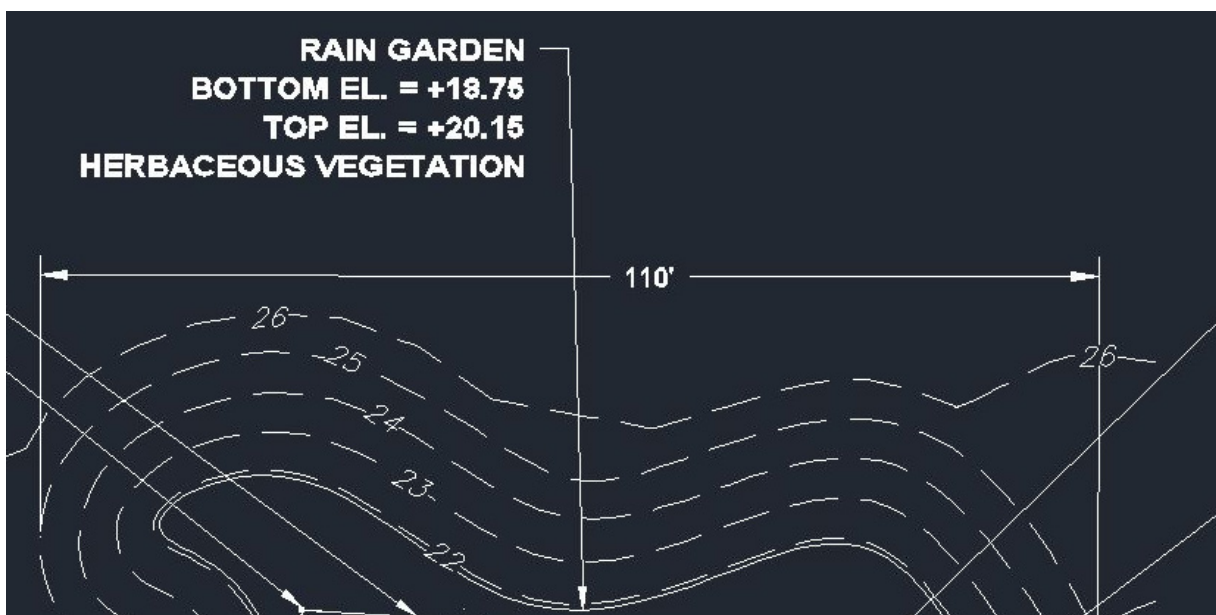 RAIN GARDEN
BOTTOM EL. = +18.75
TOP EL. = +20.15
HERBACEOUS VEGETATION
110'
26
25
26
24
23
22